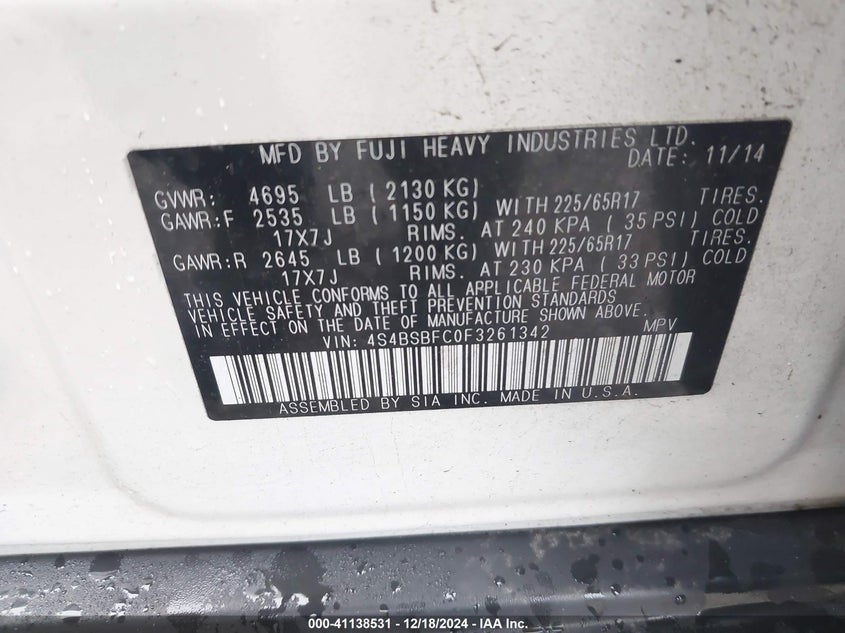 MFD BY FUJI HEAVY INDUSTRIES LTD.
DATE: 11/14
GVWR: 4695 LB ( 2130 KG)
GAWR:F 2535 LB ( 1150 KG) WITH 225/65R17 TIRES.
17X7J RIMS. AT 240 KPA ( 35 PSI) COLD
GAWR:R 2645 LB ( 1200 KG) WITH 225/65R17 TIRES.
17X7J RIMS. AT 230 KPA ( 33 PSI) COLD
THIS VEHICLE CONFORMS TO ALL APPLICABLE FEDERAL MOTOR
VEHICLE SAFETY AND THEFT PREVENTION STANDARDS
IN EFFECT ON THE DATE OF MANUFACTURE SHOWN ABOVE.
VIN: 4S4BSBFC0F3261342 MPV
ASSEMBLED BY SIA INC. MADE IN U.S.A.
000-41138531 - 12/18/2024 - IAA Inc.